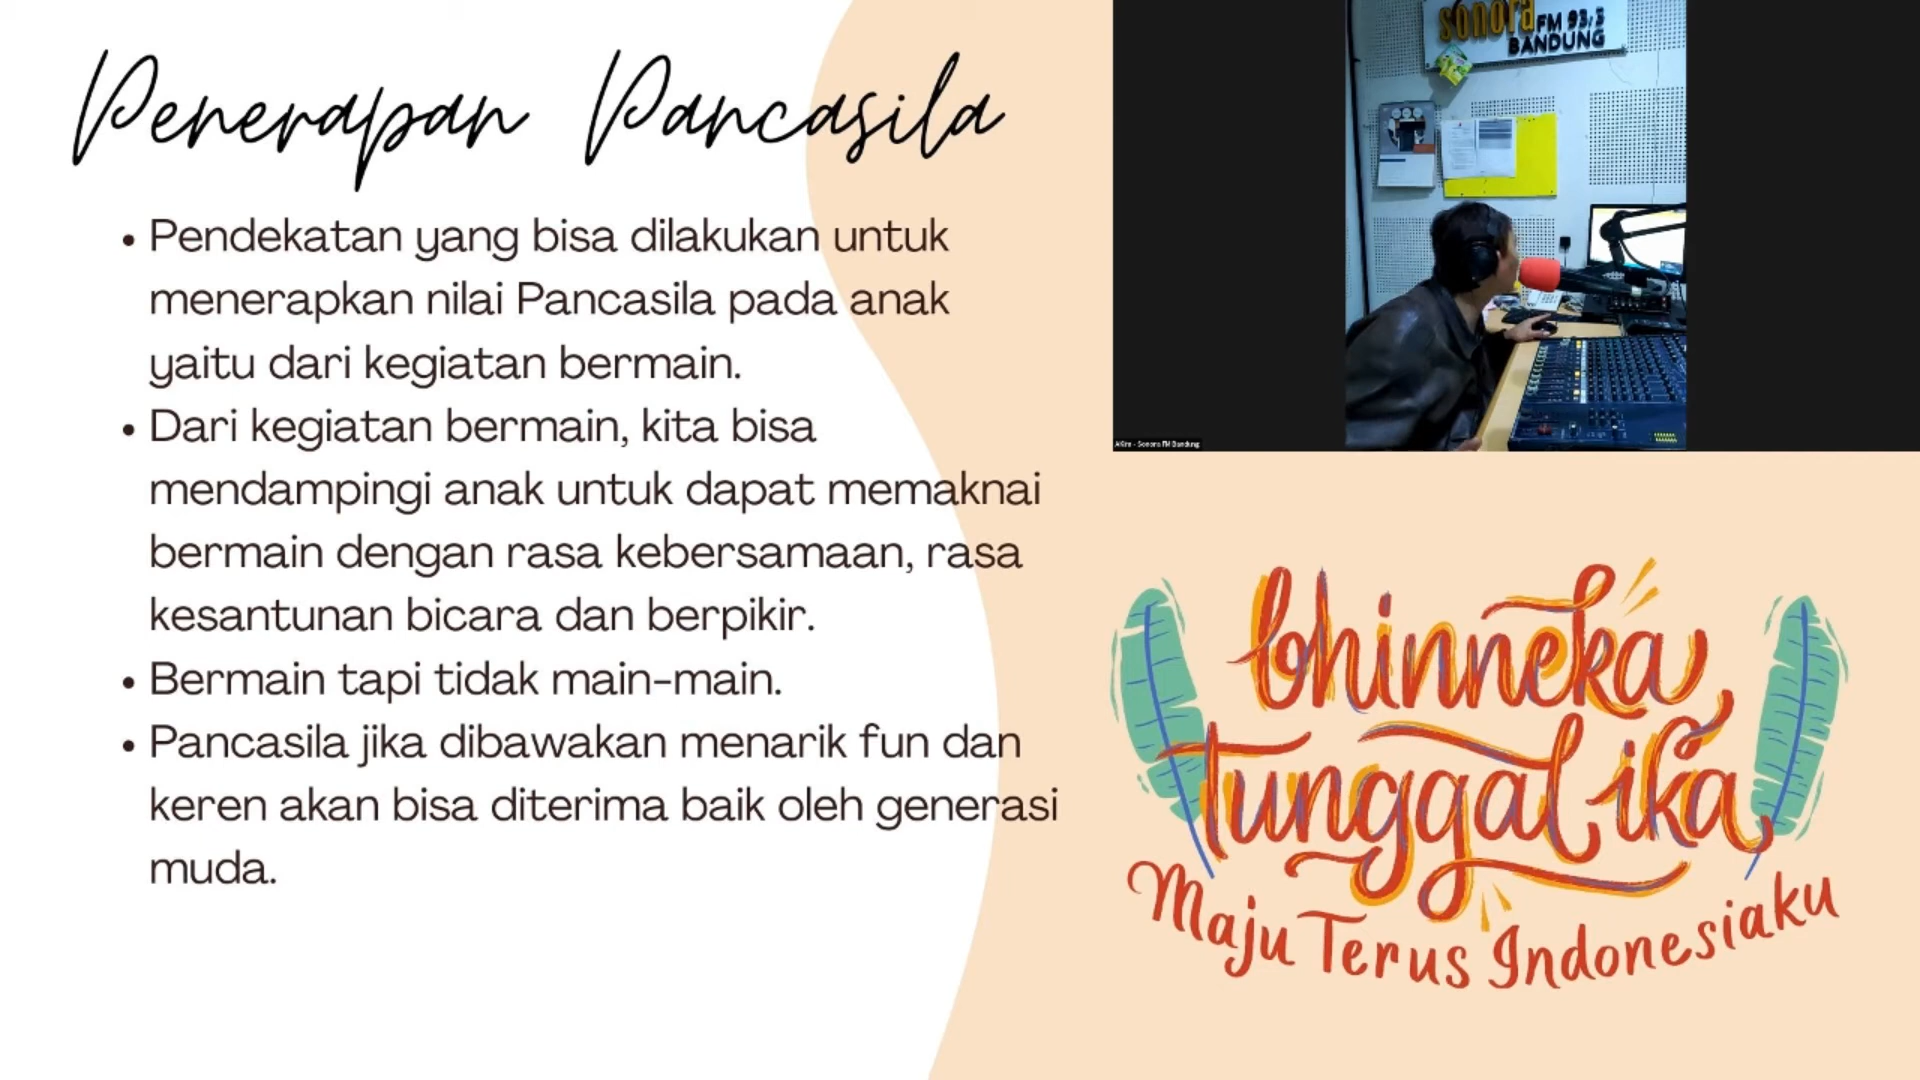 Penerapan Pancasila
• Pendekatan yang bisa dilakukan untuk
menerapkan nilai Pancasila pada anak
yaitu dari kegiatan bermain.
• Dari kegiatan bermain, kita bisa
mendampingi anak untuk dapat memaknai
bermain dengan rasa kebersamaan, rasa
kesantunan bicara dan berpikir.
• Bermain tapi tidak main-main.
• Pancasila jika dibawakan menarik fun dan
keren akan bisa diterima baik oleh generasi
muda.
sonora FM 93,3
BANDUNG
Sonora FM Bandung
bhinneka
tunggal ika
Maju Terus Indonesiaku